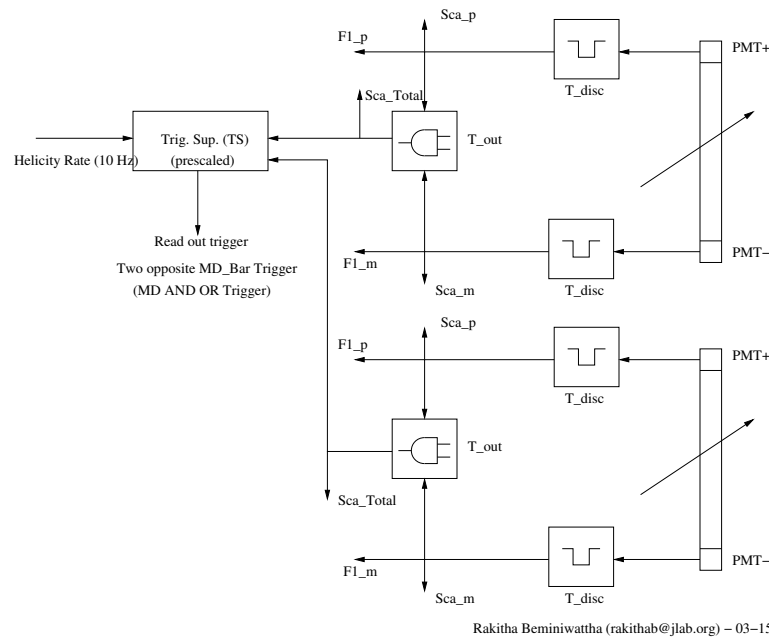 Sca_p
F1_p
PMT+
T_disc
Sca_Total
Trig. Sup. (TS)
(prescaled)
T_out
Helicity Rate (10 Hz)
Read out trigger
Two opposite MD_Bar Trigger
(MD AND OR Trigger)
F1_m
PMT−
Sca_m
T_disc
Sca_p
F1_p
PMT+
T_disc
T_out
Sca_Total
F1_m
PMT−
Sca_m
T_disc
Rakitha Beminiwattha (rakithab@jlab.org) − 03−15